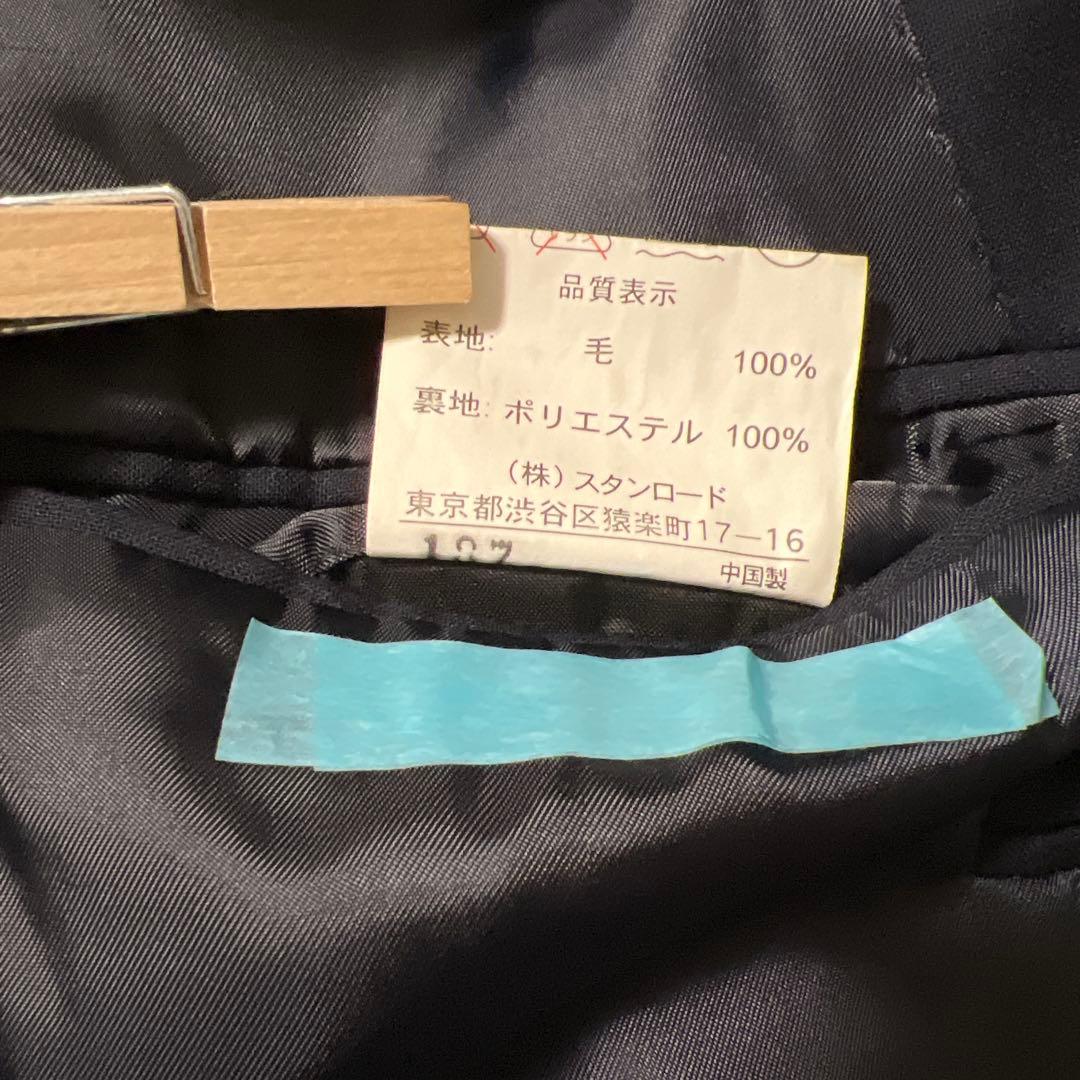 品質表示
表地: 毛 100%
裏地: ポリエステル 100%
(株) スタンロード
東京都渋谷区猿楽町17-16
中国製